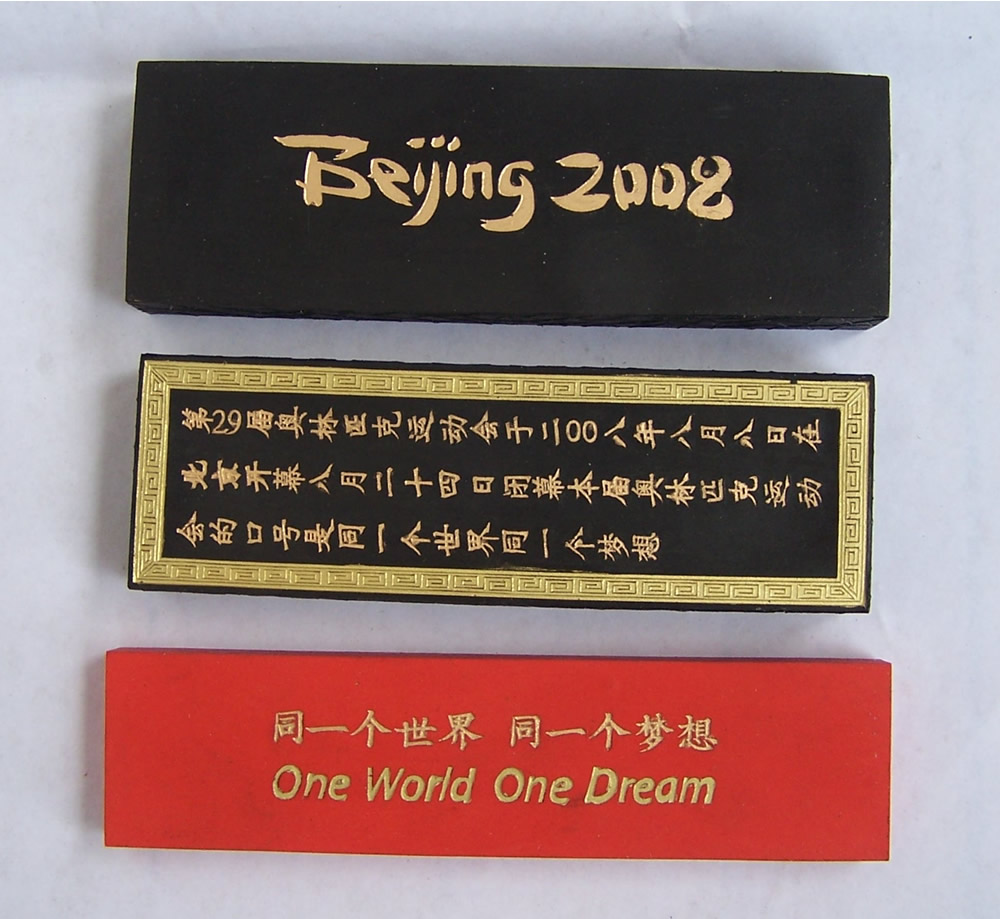 Beijing 2008
第29届奥林匹克运动会于二00八年八月八日在
北京开幕八月二十四日闭幕本届奥林匹克运动
会的口号是同一个世界同一个梦想
同一个世界 同一个梦想
One World One Dream